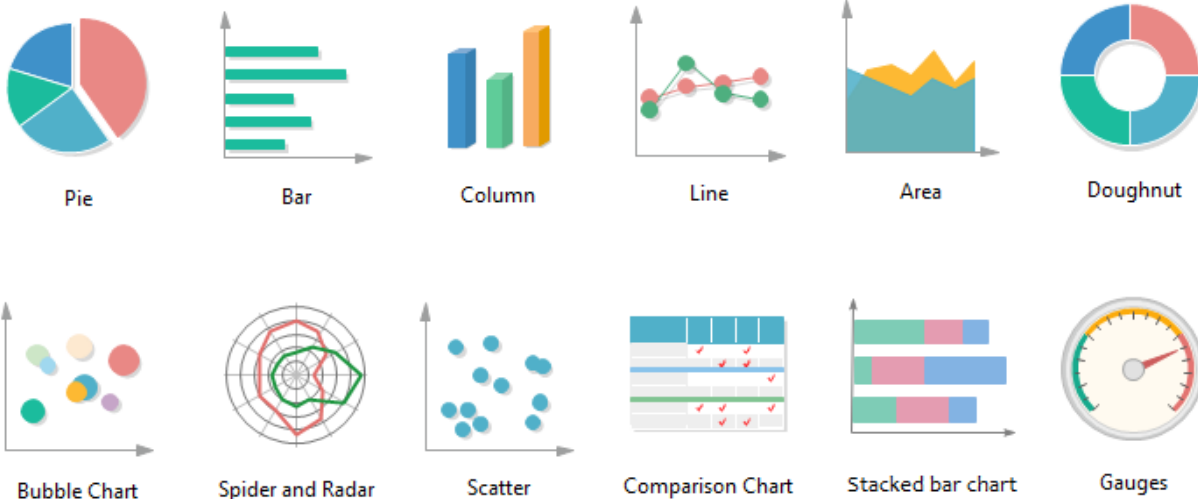 Pie
Bar
Column
Line
Area
Doughnut
Bubble Chart
Spider and Radar
Scatter
Comparison Chart
Stacked bar chart
Gauges